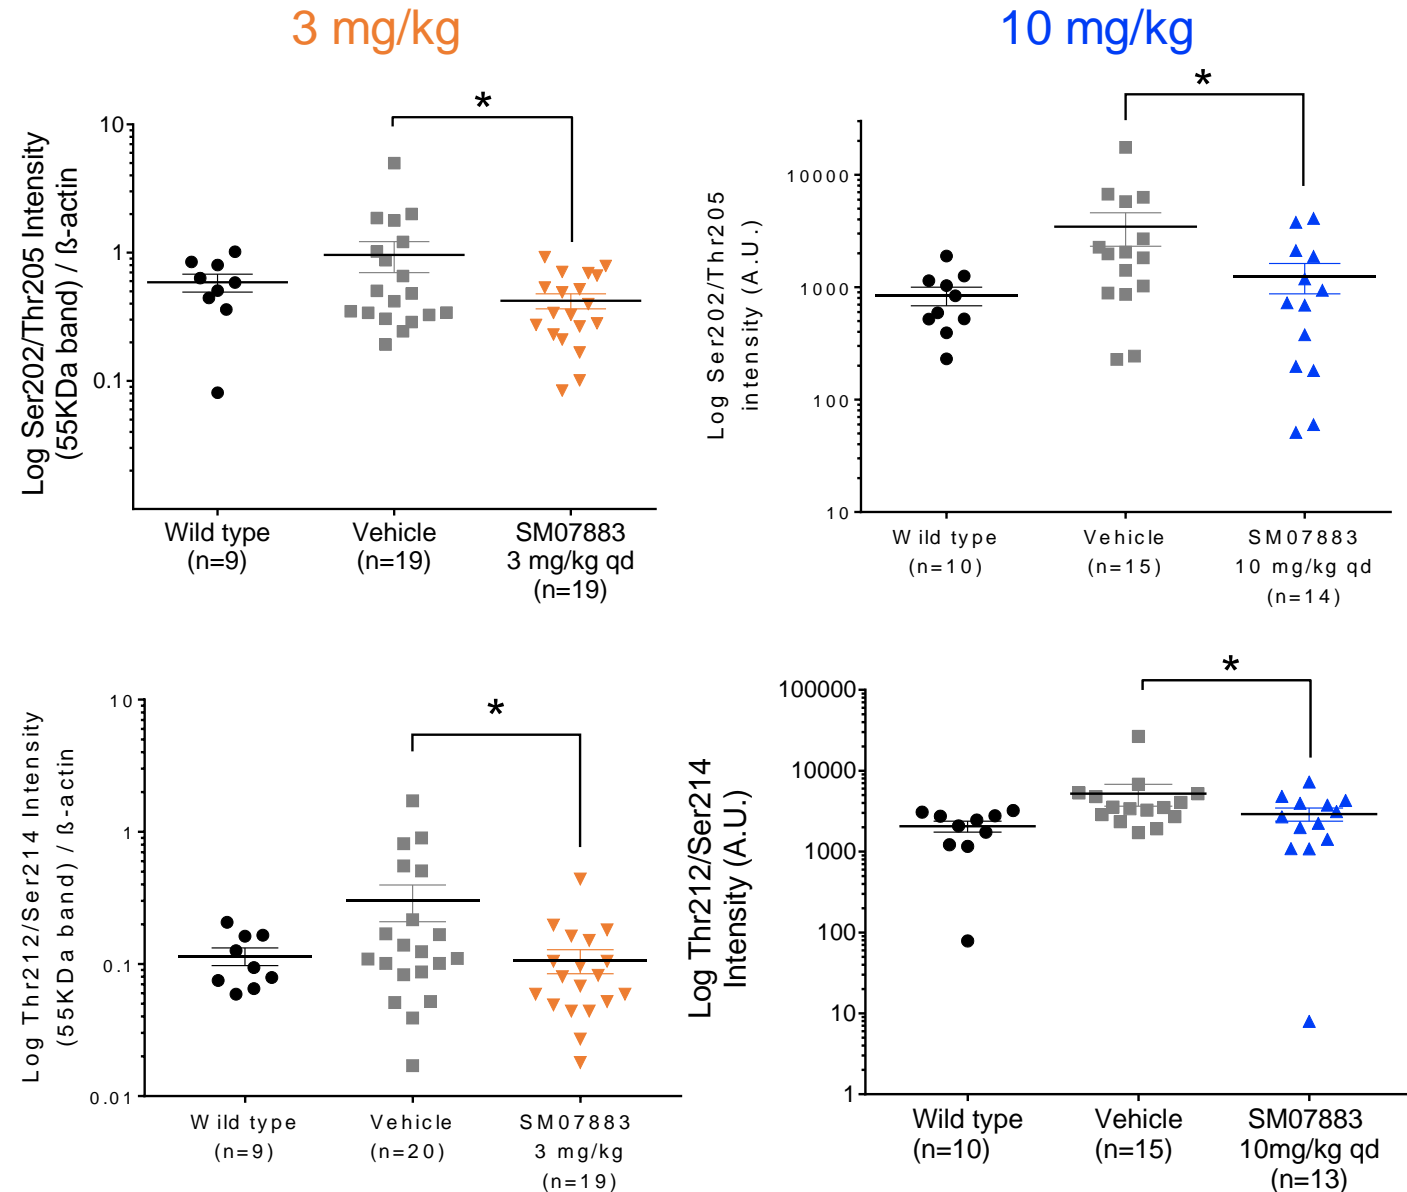 3 mg/kg
10 mg/kg
Log Ser202/Thr205 Intensity
(55KDa band) / ß-actin
10
1
0.1
*
Wild type
(n=9)
Vehicle
(n=19)
SM07883
3 mg/kg qd
(n=19)
Log Ser202/Thr205
intensity (A.U.)
10000
1000
100
10
*
Wild type
(n=10)
Vehicle
(n=15)
SM07883
10 mg/kg qd
(n=14)
Log Thr212/Ser214 Intensity
(55KDa band) / ß-actin
10
1
0.1
0.01
*
Wild type
(n=9)
Vehicle
(n=20)
SM07883
3 mg/kg
(n=19)
Log Thr212/Ser214
Intensity (A.U.)
100000
10000
1000
100
10
1
*
Wild type
(n=10)
Vehicle
(n=15)
SM07883
10mg/kg qd
(n=13)